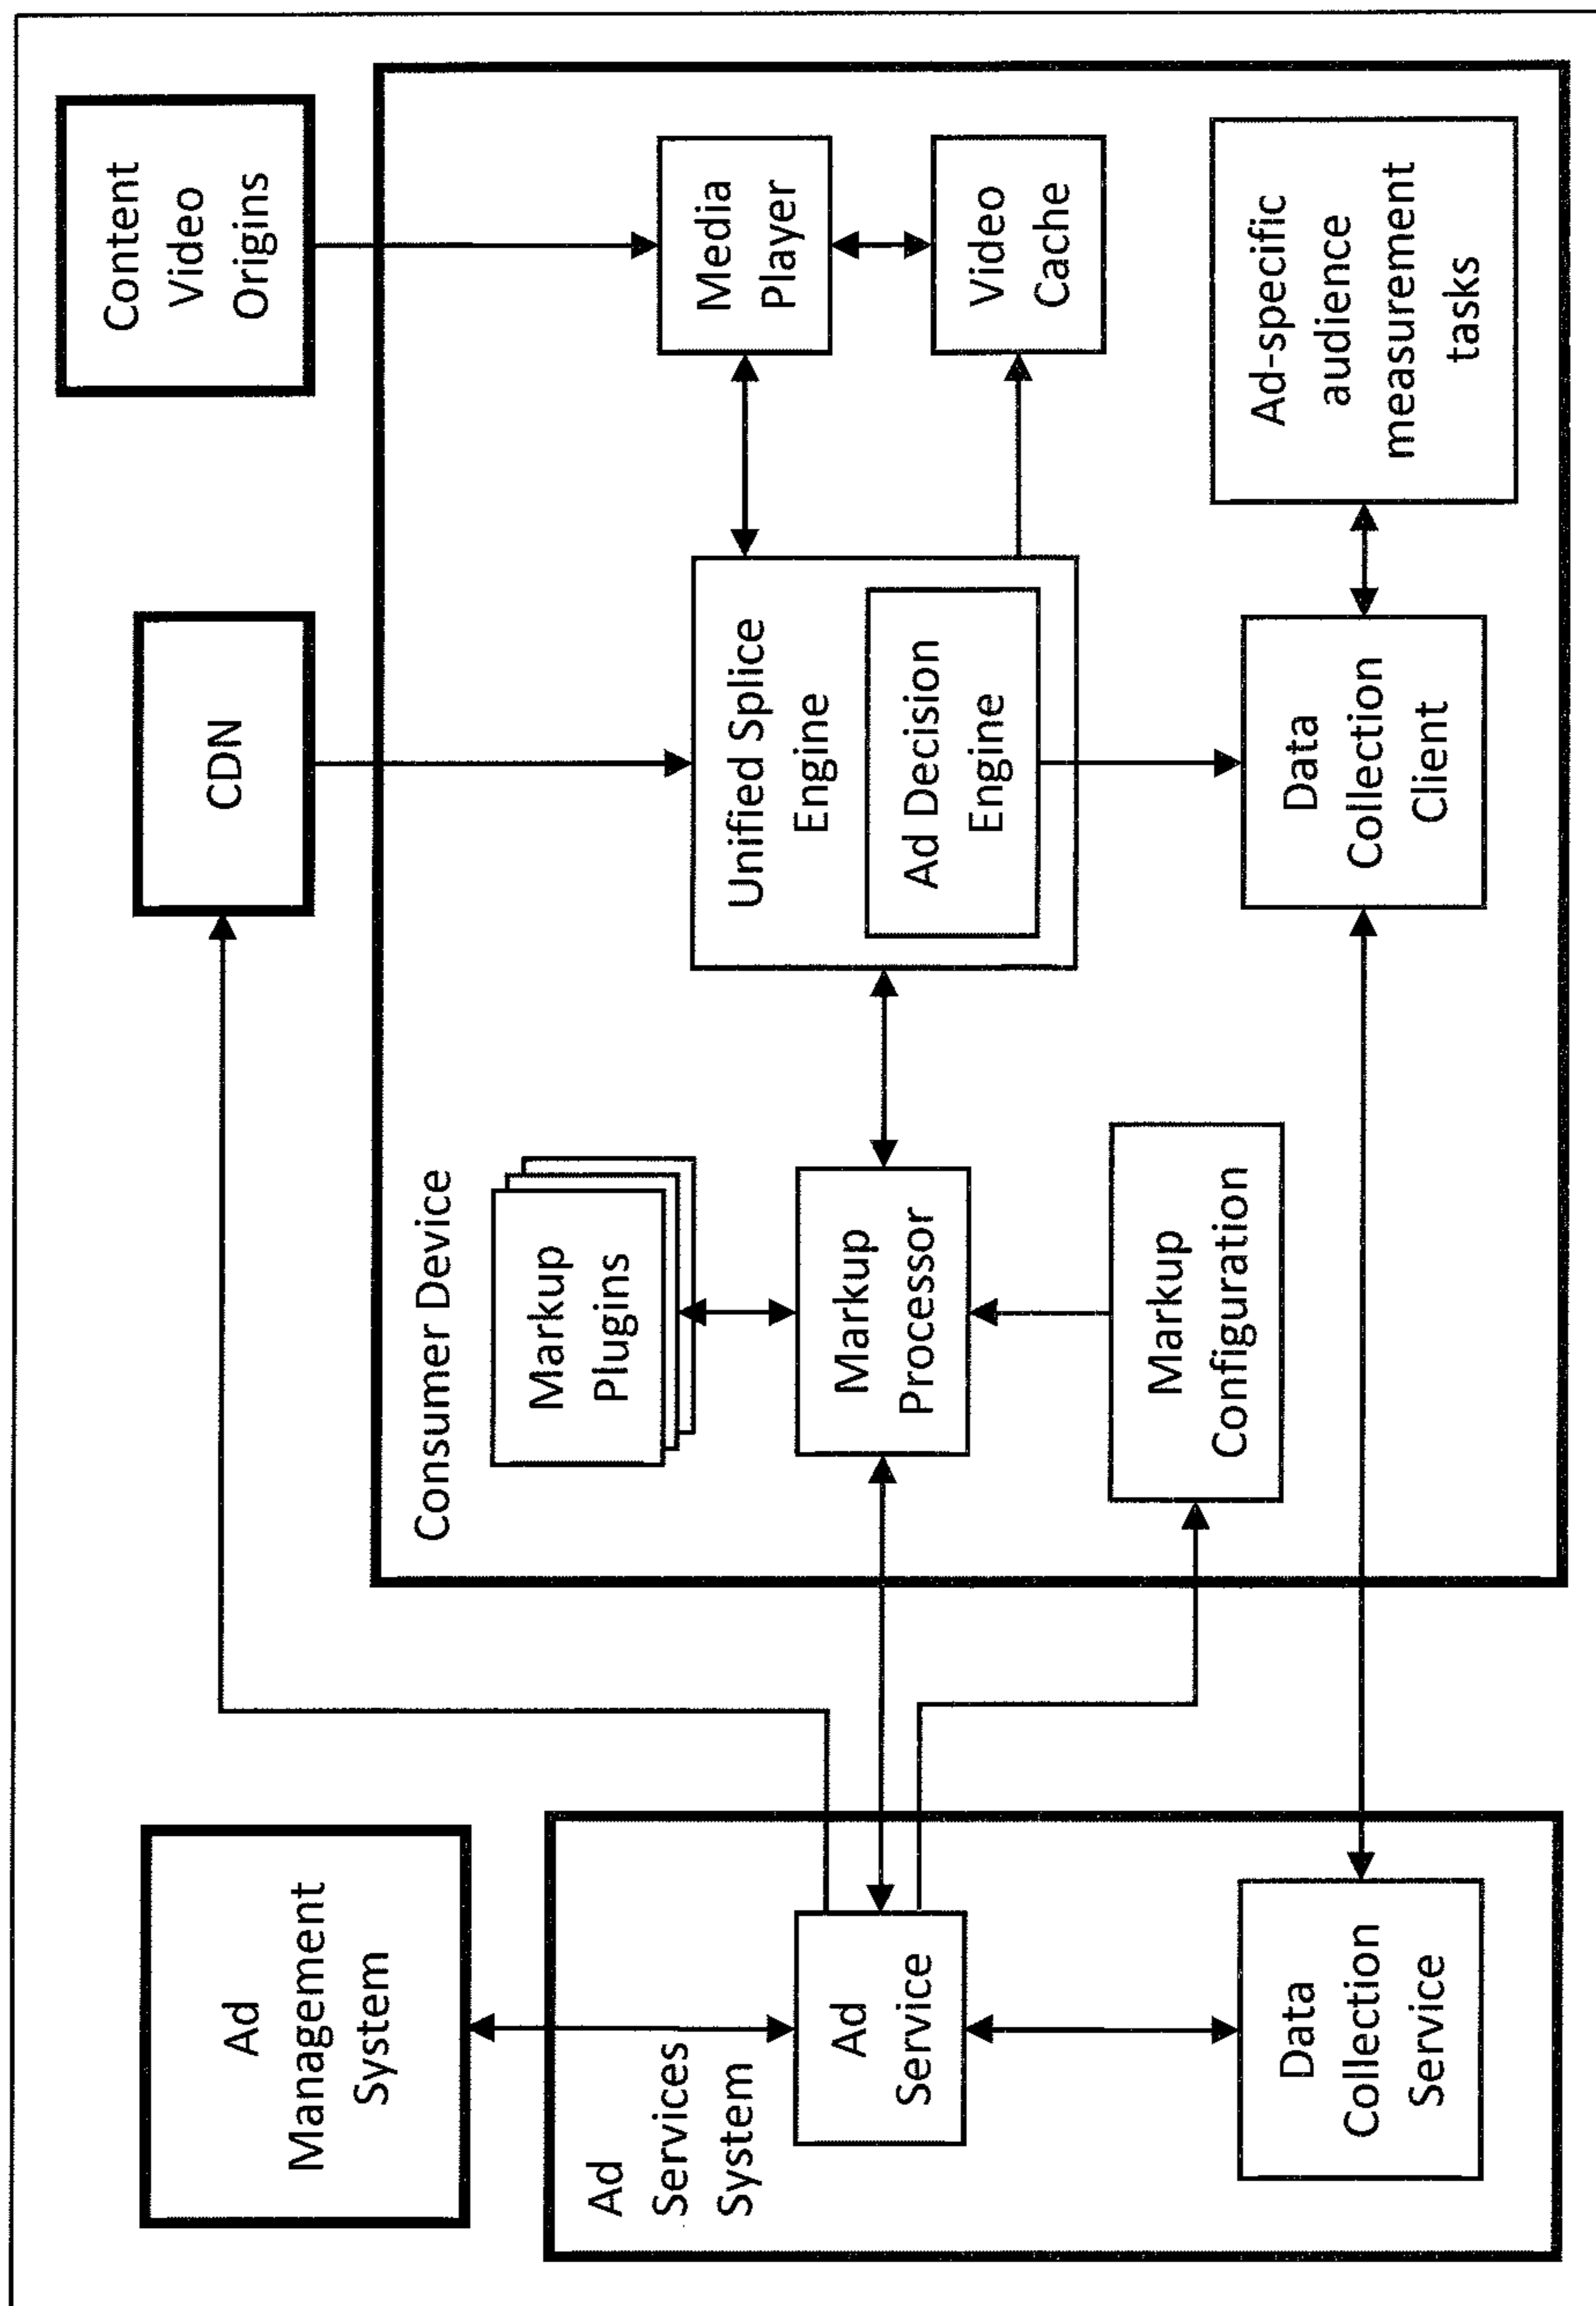 Ad
Management
System
CDN
Content
Video
Origins
Ad
Services
System
Ad
Service
Data
Collection
Service
Consumer Device
Markup
Plugins
Markup
Processor
Markup
Configuration
Unified Splice
Engine
Ad Decision
Engine
Data
Collection
Client
Media
Player
Video
Cache
Ad-specific
audience
measurement
tasks